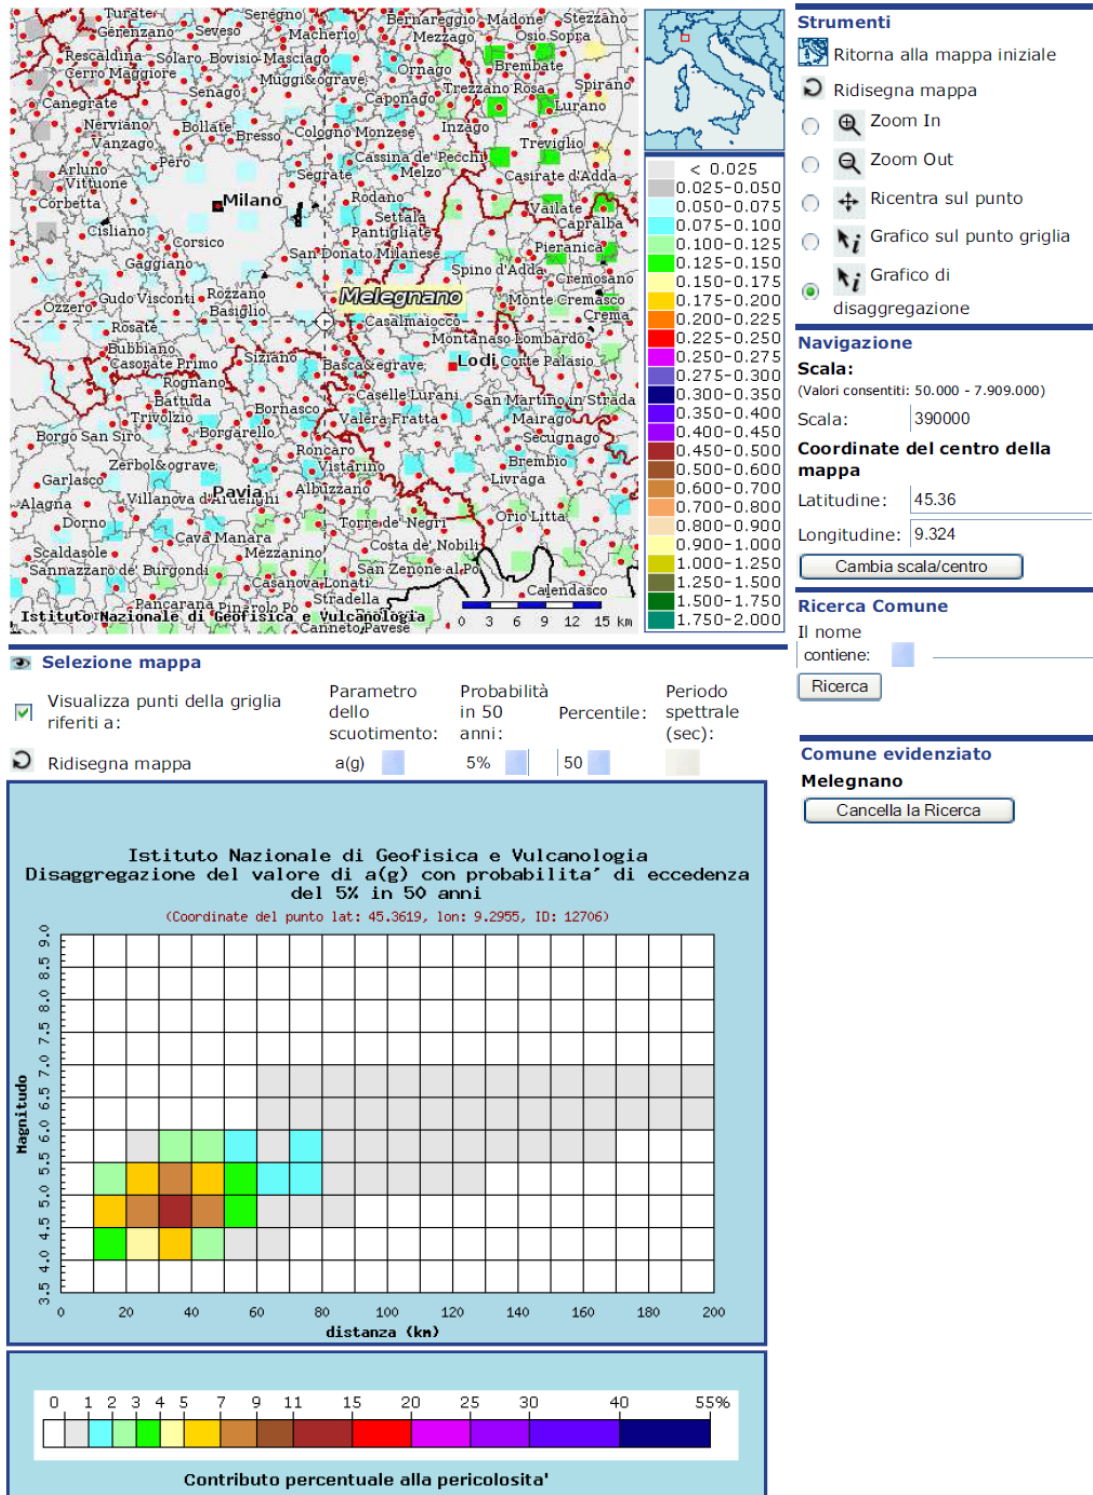 Turate
Seregno
Bernareggio
Madone
Stezzano
Gerenzano
Seveso
Macherio
Mezzago
Osio Sopra
Rescaldina
Solaro
Bovisio-Masciago
Ornago
Brembate
Cerro Maggiore
Muggi&ograve;
Trezzano Rosa
Spirano
Senago
Caponago
Lurano
Canegrate
Nerviano
Bollate
Bresso
Cologno Monzese
Inzago
Vanzago
Treviglio
Pero
Cassina de' Pecchi
Arluno
Segrate
Melzo
Casirate d'Adda
Vittuone
Rodano
Corbetta
Milano
Settala
Vailate
Cisliano
Pantigliate
Capralba
Corsico
San Donato Milanese
Pieranica
Gaggiano
Spino d'Adda
Cremosano
Gudo Visconti
Rozzano
Melegnano
Monte Cremasco
Ozzero
Basiglio
Casalmaiocco
Crema
Rosate
Montanaso Lombardo
Bubbiano
Siziano
Lodi
Corte Palasio
Casorate Primo
Basca&egrave;
Rognano
Caselle Lurani
San Martino in Strada
Battuda
Bornasco
Trivolzio
Valera Fratta
Mairago
Borgo San Siro
Borgarello
Secugnago
Roncaro
Zerbol&ograve;
Vistarino
Brembio
Garlasco
Livraga
Villanova d'Ardenghi
Pavia
Albuzzano
Alagna
Orio Litta
Dorno
Torre de' Negri
Cava Manara
Costa de' Nobili
Scaldasole
Mezzanino
San Zenone al Po
Sannazzaro de' Burgondi
Casanova Lonati
Calendasco
Stradella
Pancarana
Pinarolo Po
Istituto Nazionale di Geofisica e Vulcanologia
Canneto Pavese
0 3 6 9 12 15 km
< 0.025
0.025-0.050
0.050-0.075
0.075-0.100
0.100-0.125
0.125-0.150
0.150-0.175
0.175-0.200
0.200-0.225
0.225-0.250
0.250-0.275
0.275-0.300
0.300-0.350
0.350-0.400
0.400-0.450
0.450-0.500
0.500-0.600
0.600-0.700
0.700-0.800
0.800-0.900
0.900-1.000
1.000-1.250
1.250-1.500
1.500-1.750
1.750-2.000
Strumenti
Ritorna alla mappa iniziale
Ridisegna mappa
Zoom In
Zoom Out
Ricentra sul punto
Grafico sul punto griglia
Grafico di
disaggregazione
Navigazione
Scala:
(Valori consentiti: 50.000 - 7.909.000)
Scala: 390000
Coordinate del centro della
mappa
Latitudine: 45.36
Longitudine: 9.324
Cambia scala/centro
Ricerca Comune
Il nome
contiene:
Ricerca
Comune evidenziato
Melegnano
Cancella la Ricerca
Selezione mappa
Visualizza punti della griglia
riferiti a:
Parametro
dello
scuotimento:
Probabilità
in 50
anni:
Percentile:
Periodo
spettrale
(sec):
Ridisegna mappa
a(g)
5%
50
Istituto Nazionale di Geofisica e Vulcanologia
Disaggregazione del valore di a(g) con probabilita' di eccedenza
del 5% in 50 anni
(Coordinate del punto lat: 45.3619, lon: 9.2955, ID: 12706)
9.0
8.5
8.0
7.5
7.0
6.5
6.0
5.5
5.0
4.5
4.0
3.5
Magnitudo
0 20 40 60 80 100 120 140 160 180 200
distanza (km)
0 1 2 3 4 5 7 9 11 15 20 25 30 40 55%
Contributo percentuale alla pericolosita'